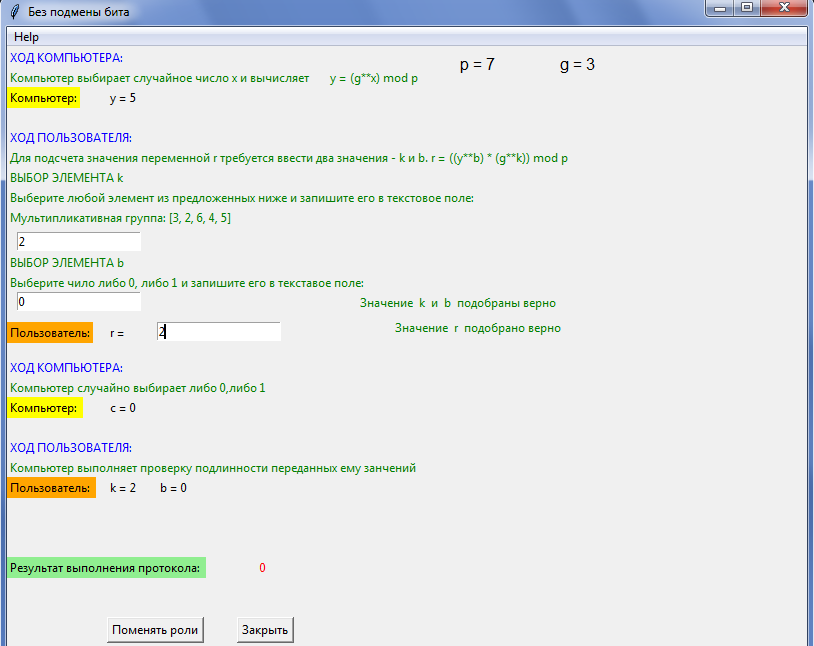 Без подмены бита
Help
ХОД КОМПЬЮТЕРА:
p = 7 g = 3
Компьютер выбирает случайное число x и вычисляет y = (g**x) mod p
Компьютер: y = 5
ХОД ПОЛЬЗОВАТЕЛЯ:
Для подсчета значения переменной r требуется ввести два значения - k и b. r = ((y**b) * (g**k)) mod p
ВЫБОР ЭЛЕМЕНТА k
Выберите любой элемент из предложенных ниже и запишите его в текстовое поле:
Мультипликативная группа: [3, 2, 6, 4, 5]
2
ВЫБОР ЭЛЕМЕНТА b
Выберите чило либо 0, либо 1 и запишите его в текставое поле:
0
Значение k и b подобраны верно
Пользователь: r = 2
Значение r подобрано верно
ХОД КОМПЬЮТЕРА:
Компьютер случайно выбирает либо 0,либо 1
Компьютер: c = 0
ХОД ПОЛЬЗОВАТЕЛЯ:
Компьютер выполняет проверку подлинности переданных ему занчений
Пользователь: k = 2 b = 0
Результат выполнения протокола: 0
Поменять роли Закрыть